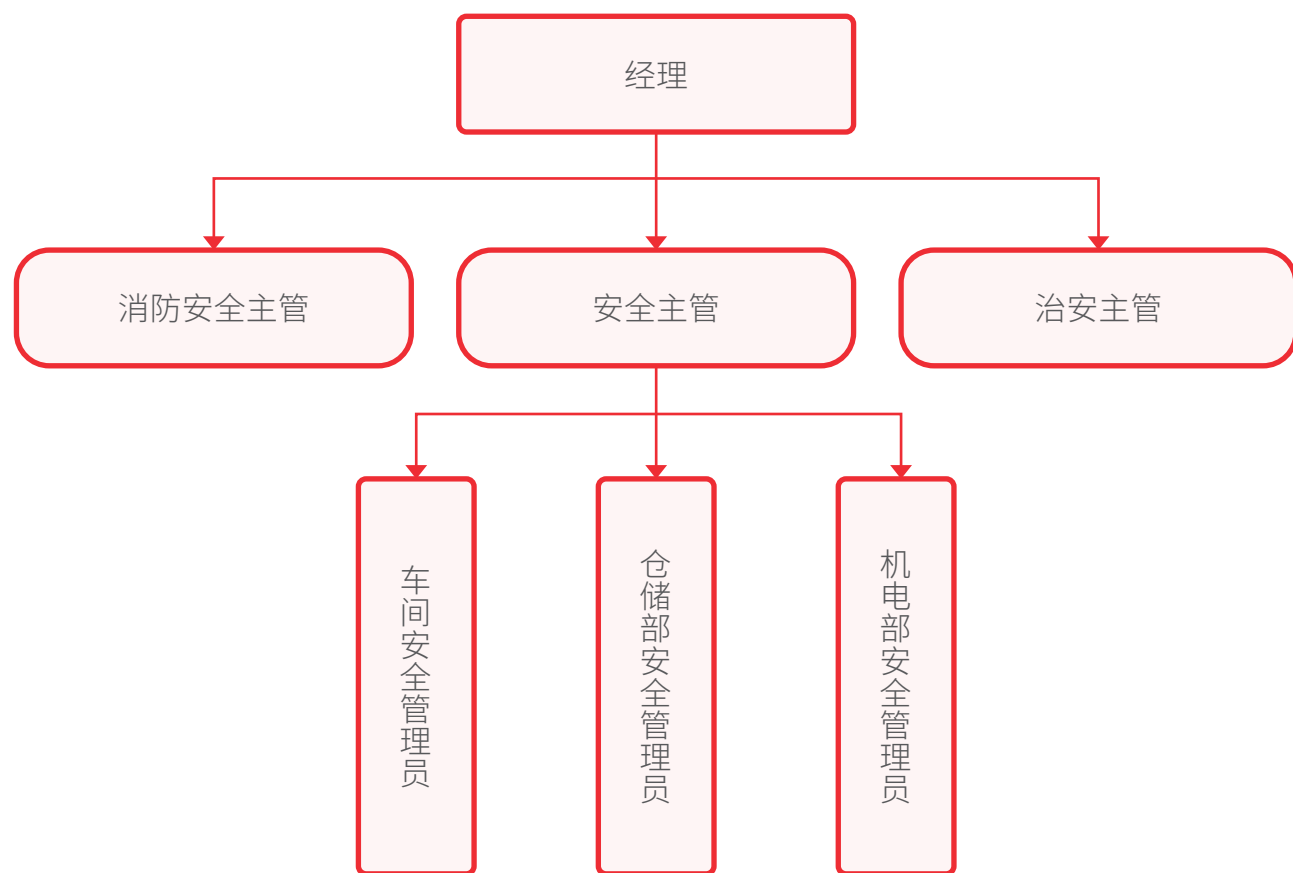 经理
消防安全主管
安全主管
治安主管
车间安全管理员
仓储部安全管理员
机电部安全管理员